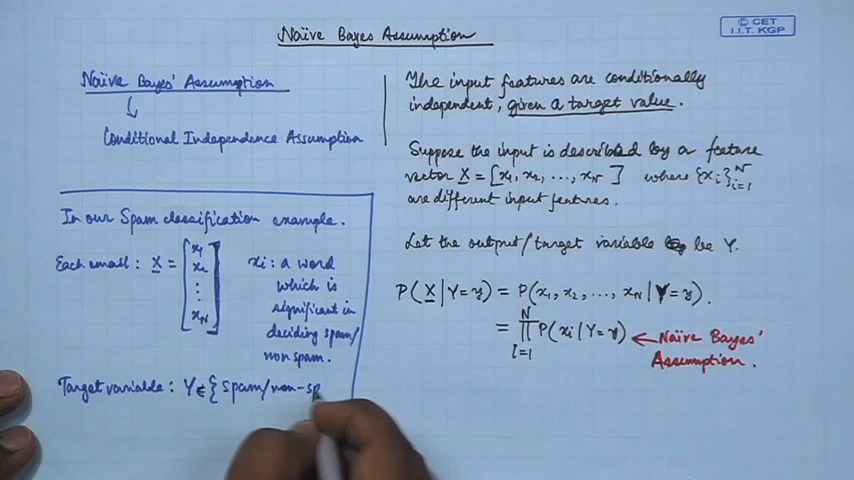 Naïve Bayes Assumption
© CET
I.I.T. KGP
Naïve Bayes' Assumption
Conditional Independence Assumption
In our Spam classification example.
Each email : X = [x1 x2 ⋮ xN] xi : a word
which is
significant in
deciding spam/
non spam.
Target variable : Y ∈ { Spam/non-sp
The input features are conditionally
independent, given a target value.
Suppose the input is described by a feature
vector X = [x1, x2, ..., xN] where {xi}_{i=1}^N
are different input features.
Let the output/target variable be Y.
P(X | Y=y) = P(x1, x2, ..., xN | Y=y).
= ∏_{i=1}^N P(xi | Y=y) ← Naïve Bayes'
Assumption.